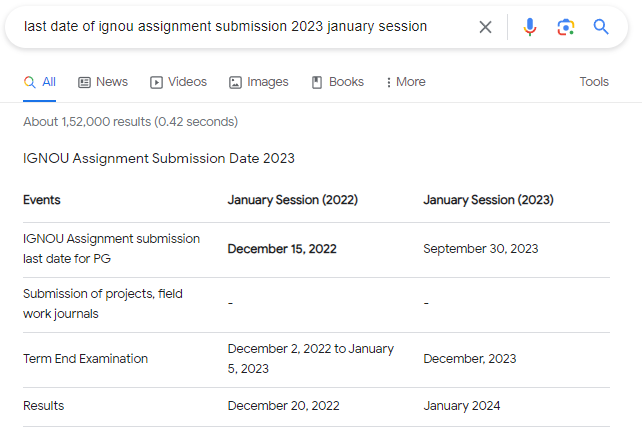 last date of ignou assignment submission 2023 january session
All News Videos Images Books More Tools
About 1,52,000 results (0.42 seconds)
IGNOU Assignment Submission Date 2023
Events January Session (2022) January Session (2023)
IGNOU Assignment submission
last date for PG
December 15, 2022
September 30, 2023
Submission of projects, field
work journals
-
-
Term End Examination
December 2, 2022 to January
5, 2023
December, 2023
Results December 20, 2022 January 2024